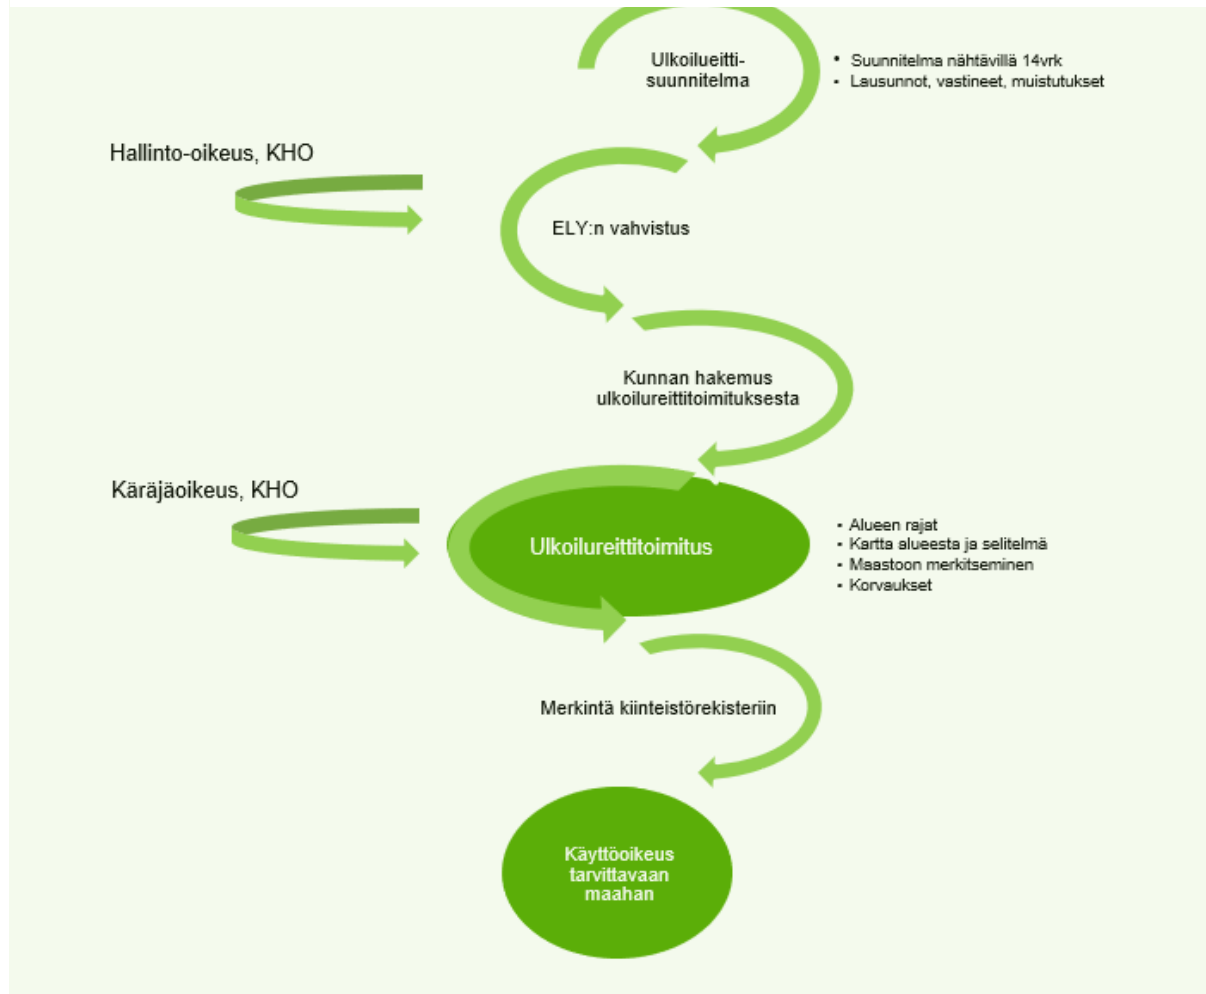 Ulkoilueitti-
suunnitelma
• Suunnitelma nähtävillä 14vrk
• Lausunnot, vastineet, muistutukset
Hallinto-oikeus, KHO
ELY:n vahvistus
Kunnan hakemus
ulkoilureittitoimituksesta
Käräjäoikeus, KHO
Ulkoilureittitoimitus
• Alueen rajat
• Kartta alueesta ja selitelmä
• Maastoon merkitseminen
• Korvaukset
Merkintä kiinteistörekisteriin
Käyttöoikeus
tarvittavaan
maahan